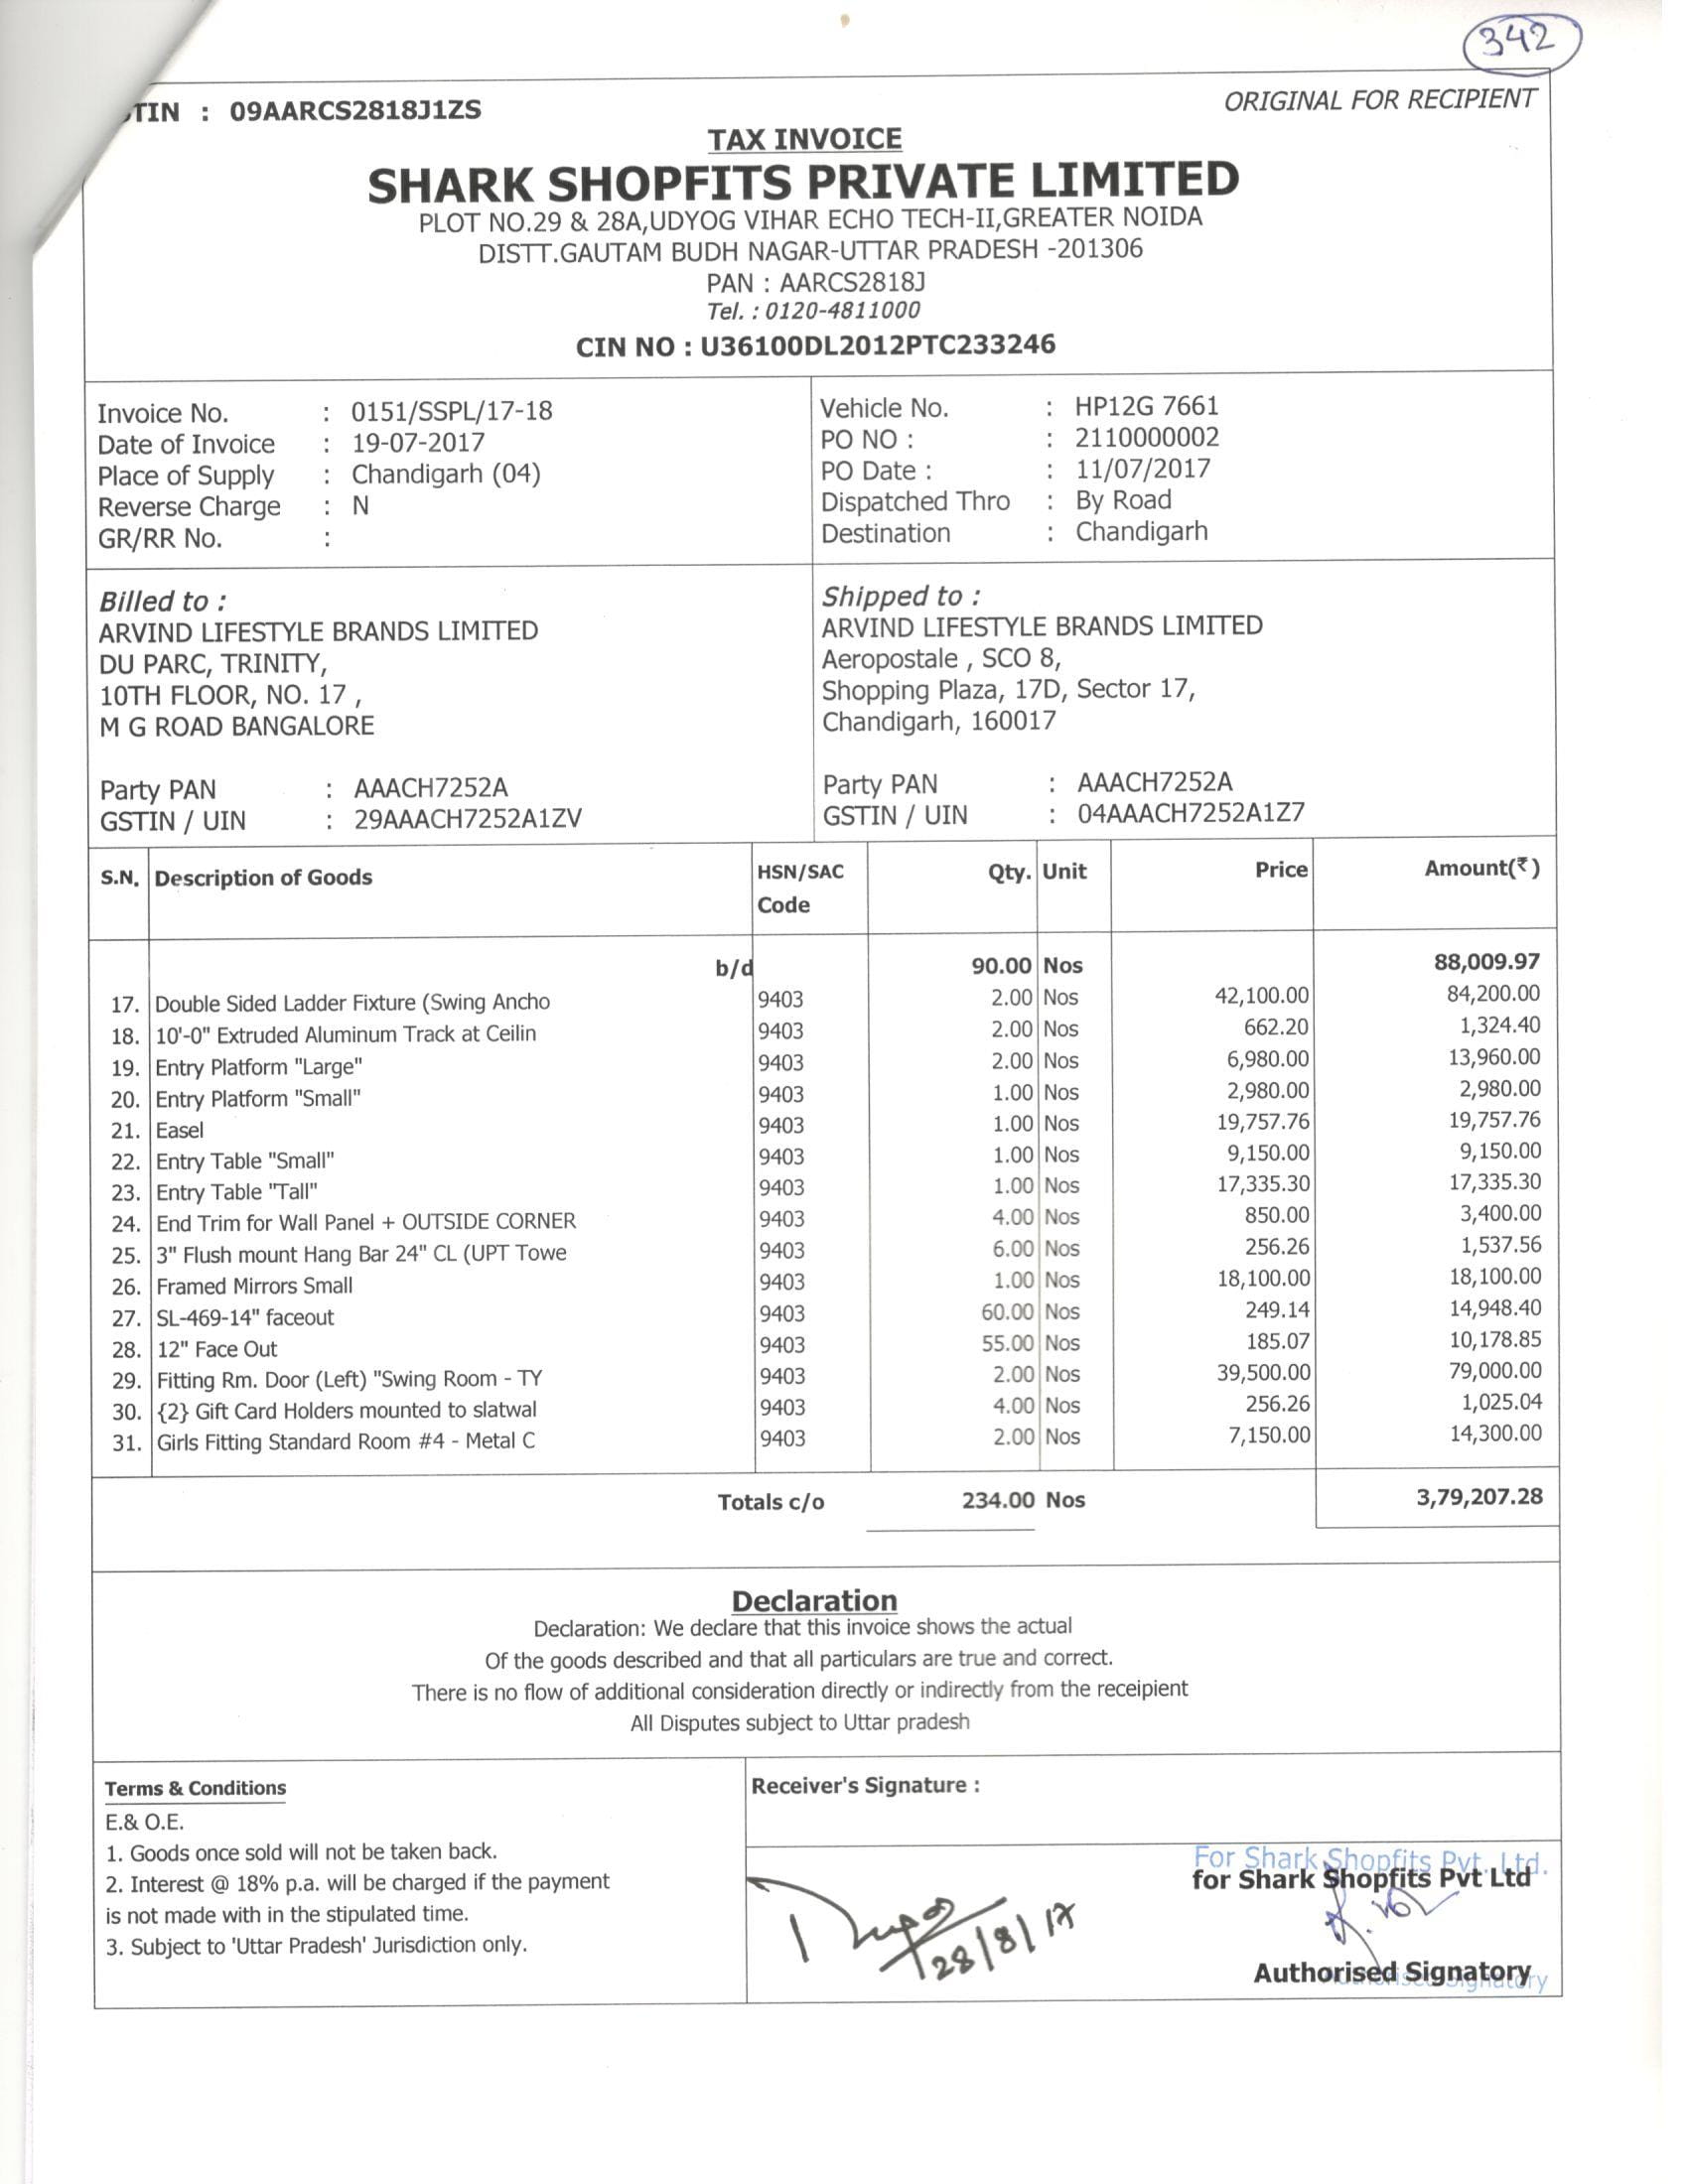 342
TIN : 09AARCS2818J1ZS
ORIGINAL FOR RECIPIENT
TAX INVOICE
SHARK SHOPFITS PRIVATE LIMITED
PLOT NO.29 & 28A,UDYOG VIHAR ECHO TECH-II,GREATER NOIDA
DISTT.GAUTAM BUDH NAGAR-UTTAR PRADESH -201306
PAN : AARCS2818J
Tel. : 0120-4811000
CIN NO : U36100DL2012PTC233246
Invoice No. : 0151/SSPL/17-18
Date of Invoice : 19-07-2017
Place of Supply : Chandigarh (04)
Reverse Charge : N
GR/RR No. :
Vehicle No. : HP12G 7661
PO NO : : 2110000002
PO Date : : 11/07/2017
Dispatched Thro : By Road
Destination : Chandigarh
Billed to :
ARVIND LIFESTYLE BRANDS LIMITED
DU PARC, TRINITY,
10TH FLOOR, NO. 17 ,
M G ROAD BANGALORE
Party PAN : AAACH7252A
GSTIN / UIN : 29AAACH7252A1ZV
Shipped to :
ARVIND LIFESTYLE BRANDS LIMITED
Aeropostale , SCO 8,
Shopping Plaza, 17D, Sector 17,
Chandigarh, 160017
Party PAN : AAACH7252A
GSTIN / UIN : 04AAACH7252A1Z7
S.N. Description of Goods HSN/SAC Code Qty. Unit Price Amount(₹)
b/d 90.00 Nos 88,009.97
17. Double Sided Ladder Fixture (Swing Ancho 9403 2.00 Nos 42,100.00 84,200.00
18. 10'-0" Extruded Aluminum Track at Ceilin 9403 2.00 Nos 662.20 1,324.40
19. Entry Platform "Large" 9403 2.00 Nos 6,980.00 13,960.00
20. Entry Platform "Small" 9403 1.00 Nos 2,980.00 2,980.00
21. Easel 9403 1.00 Nos 19,757.76 19,757.76
22. Entry Table "Small" 9403 1.00 Nos 9,150.00 9,150.00
23. Entry Table "Tall" 9403 1.00 Nos 17,335.30 17,335.30
24. End Trim for Wall Panel + OUTSIDE CORNER 9403 4.00 Nos 850.00 3,400.00
25. 3" Flush mount Hang Bar 24" CL (UPT Towe 9403 6.00 Nos 256.26 1,537.56
26. Framed Mirrors Small 9403 1.00 Nos 18,100.00 18,100.00
27. SL-469-14" faceout 9403 60.00 Nos 249.14 14,948.40
28. 12" Face Out 9403 55.00 Nos 185.07 10,178.85
29. Fitting Rm. Door (Left) "Swing Room - TY 9403 2.00 Nos 39,500.00 79,000.00
30. {2} Gift Card Holders mounted to slatwal 9403 4.00 Nos 256.26 1,025.04
31. Girls Fitting Standard Room #4 - Metal C 9403 2.00 Nos 7,150.00 14,300.00
Totals c/o 234.00 Nos 3,79,207.28
Declaration
Declaration: We declare that this invoice shows the actual
Of the goods described and that all particulars are true and correct.
There is no flow of additional consideration directly or indirectly from the receipient
All Disputes subject to Uttar pradesh
Terms & Conditions
E.& O.E.
1. Goods once sold will not be taken back.
2. Interest @ 18% p.a. will be charged if the payment
is not made with in the stipulated time.
3. Subject to 'Uttar Pradesh' Jurisdiction only.
Receiver's Signature :
For Shark Shopfits Pvt. Ltd.
for Shark Shopfits Pvt Ltd
28/8/17
Authorised Signatory
Authorised Signatory